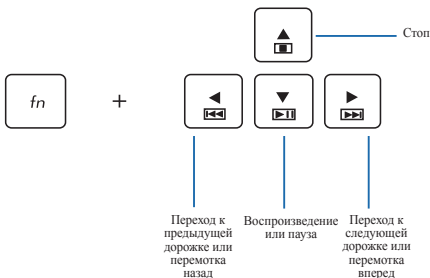 Стоп
fn
+
Переход к
предыдущей
дорожке или
перемотка
назад
Воспроизведение
или пауза
Переход к
следующей
дорожке или
перемотка
вперед